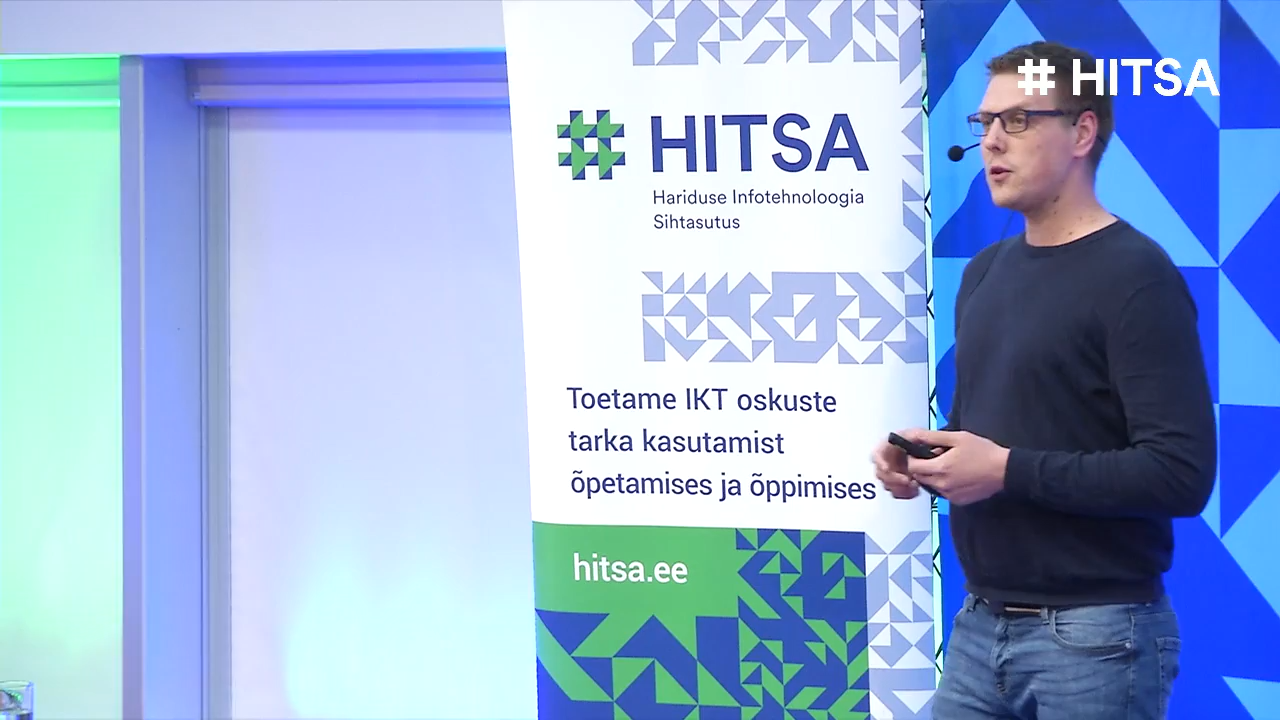 # HITSA
# HITSA
Hariduse Infotehnoloogia
Sihtasutus
Toetame IKT oskuste
tarka kasutamist
õpetamises ja õppimises
hitsa.ee